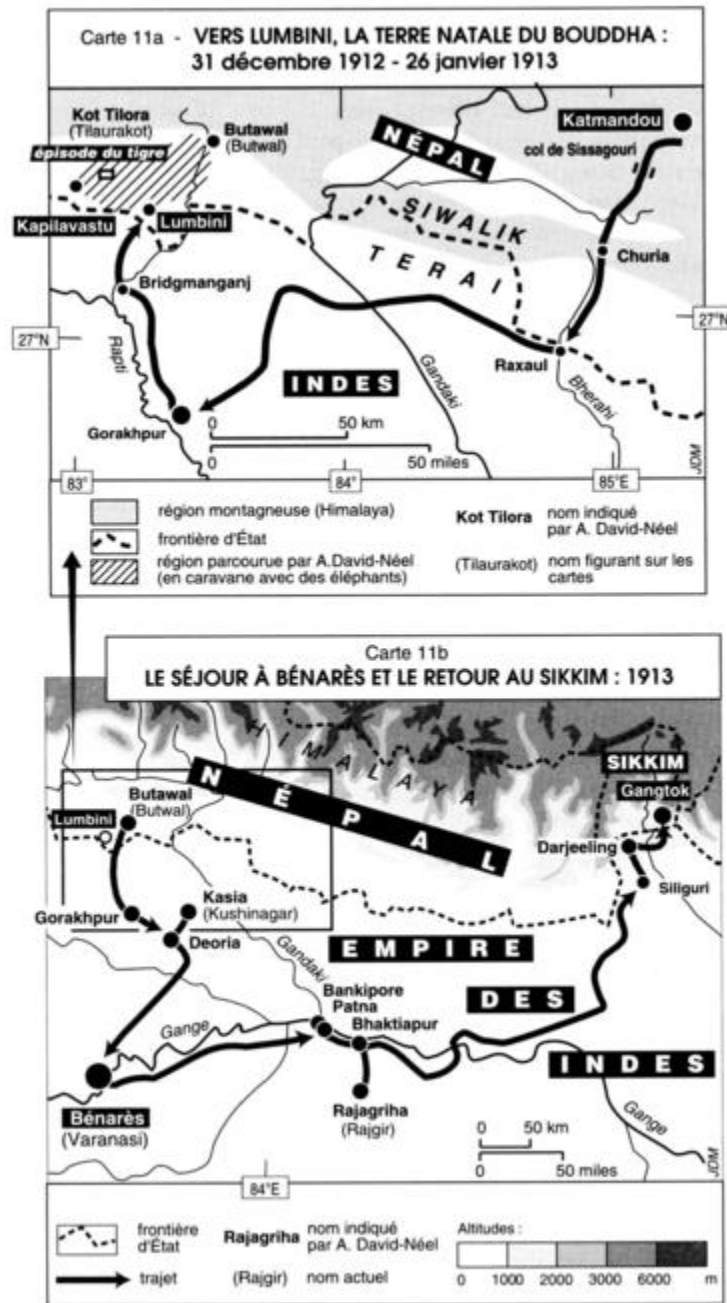 Carte 11a - VERS LUMBINI, LA TERRE NATALE DU BOUDDHA :
31 décembre 1912 - 26 janvier 1913
Kot Tilora
(Tilaurakot)
épisode du tigre
Butawal
(Butwal)
NÉPAL
Katmandou
col de Sissagouri
Kapilavastu
Lumbini
SIWALIK
TERAI
Churia
Bridgmanganj
27°N
27°N
Rapti
INDES
Gandaki
Raxaul
Bherahi
Gorakhpur
0 50 km
0 50 miles
JDM
83°
84°
85°E
région montagneuse (Himalaya)
frontière d'État
région parcourue par A.David-Néel
(en caravane avec des éléphants)
Kot Tilora nom indiqué
par A. David-Néel
(Tilaurakot) nom figurant sur les
cartes
Carte 11b
LE SÉJOUR À BÉNARÈS ET LE RETOUR AU SIKKIM : 1913
HIMALAYA
NÉPAL
SIKKIM
Gangtok
Butawal
(Butwal)
Lumbini
Darjeeling
Siliguri
Kasia
(Kushinagar)
Gorakhpur
Deoria
Gandaki
EMPIRE
DES
INDES
Bankipore
Patna
Bhaktiapur
Gange
Bénarès
(Varanasi)
Rajagriha
(Rajgir)
Gange
0 50 km
0 50 miles
JDM
84°E
frontière
d'État
trajet
Rajagriha nom indiqué
par A. David-Néel
(Rajgir) nom actuel
Altitudes :
0 1000 2000 3000 6000 m